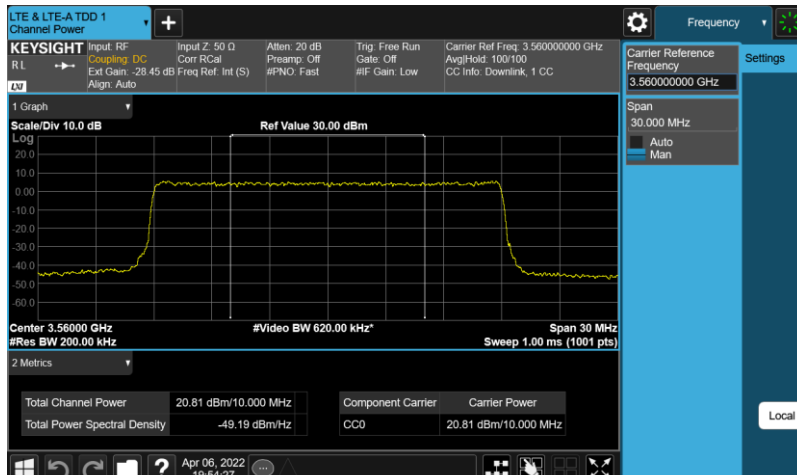 LTE & LTE-A TDD 1
Channel Power
Frequency
KEYSIGHT
R L
LXI
Input: RF
Coupling: DC
Ext Gain: -28.45 dB
Align: Auto
Input Z: 50 Ω
Corr RCal
Freq Ref: Int (S)
Atten: 20 dB
Preamp: Off
#PNO: Fast
Trig: Free Run
Gate: Off
#IF Gain: Low
Carrier Ref Freq: 3.560000000 GHz
Avg|Hold: 100/100
CC Info: Downlink, 1 CC
Carrier Reference
Frequency
3.560000000 GHz
Span
30.000 MHz
Auto
Man
Settings
Local
1 Graph
Scale/Div 10.0 dB
Ref Value 30.00 dBm
Log
20.0
10.0
0.00
-10.0
-20.0
-30.0
-40.0
-50.0
-60.0
Center 3.56000 GHz
#Video BW 620.00 kHz*
Span 30 MHz
#Res BW 200.00 kHz
Sweep 1.00 ms (1001 pts)
2 Metrics
Total Channel Power 20.81 dBm/10.000 MHz
Total Power Spectral Density -49.19 dBm/Hz
Component Carrier Carrier Power
CC0 20.81 dBm/10.000 MHz
?
Apr 06, 2022
19:54:27